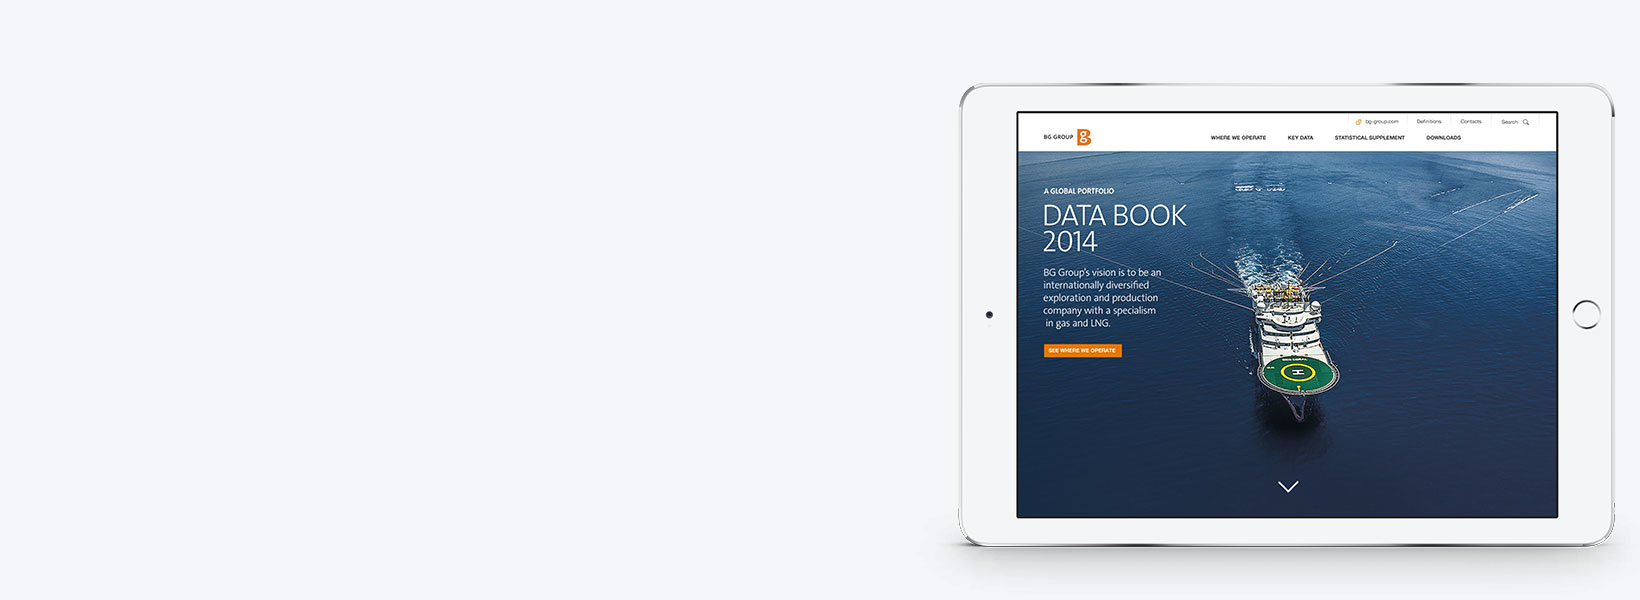 bg-group.com Definitions Contacts Search
BG GROUP
WHERE WE OPERATE KEY DATA STATISTICAL SUPPLEMENT DOWNLOADS
A GLOBAL PORTFOLIO
DATA BOOK
2014
BG Group's vision is to be an
internationally diversified
exploration and production
company with a specialism
in gas and LNG.
SEE WHERE WE OPERATE
H